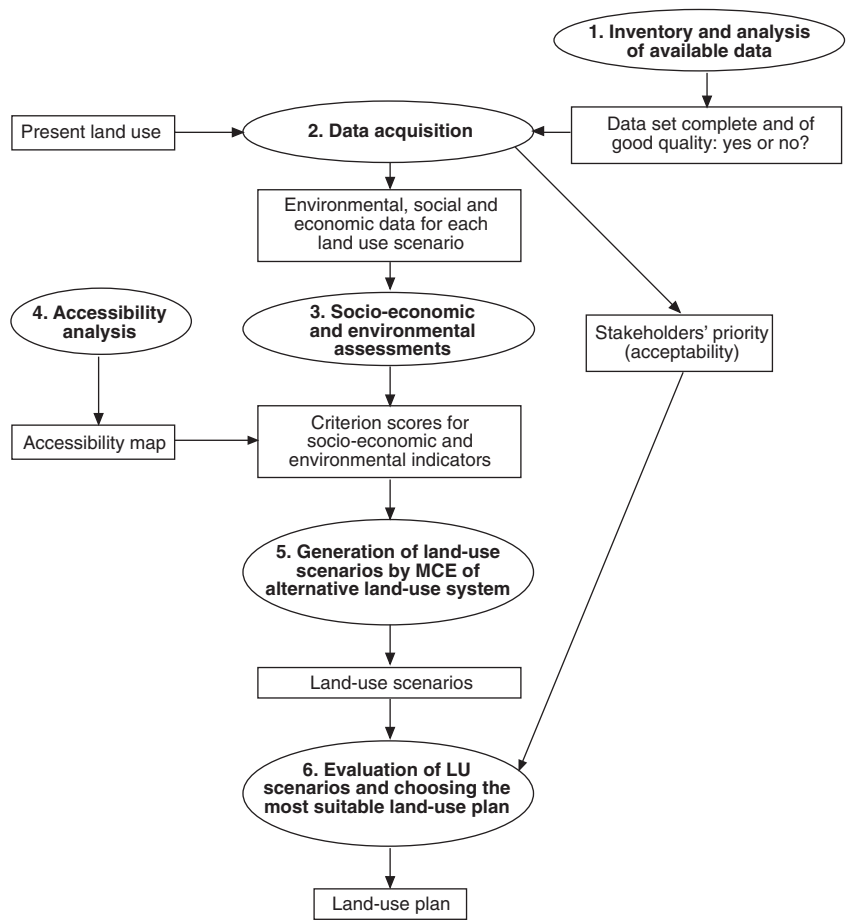 1. Inventory and analysis
of available data
Present land use
2. Data acquisition
Data set complete and of
good quality: yes or no?
Environmental, social and
economic data for each
land use scenario
4. Accessibility
analysis
3. Socio-economic
and environmental
assessments
Stakeholders' priority
(acceptability)
Accessibility map
Criterion scores for
socio-economic and
environmental indicators
5. Generation of land-use
scenarios by MCE of
alternative land-use system
Land-use scenarios
6. Evaluation of LU
scenarios and choosing the
most suitable land-use plan
Land-use plan